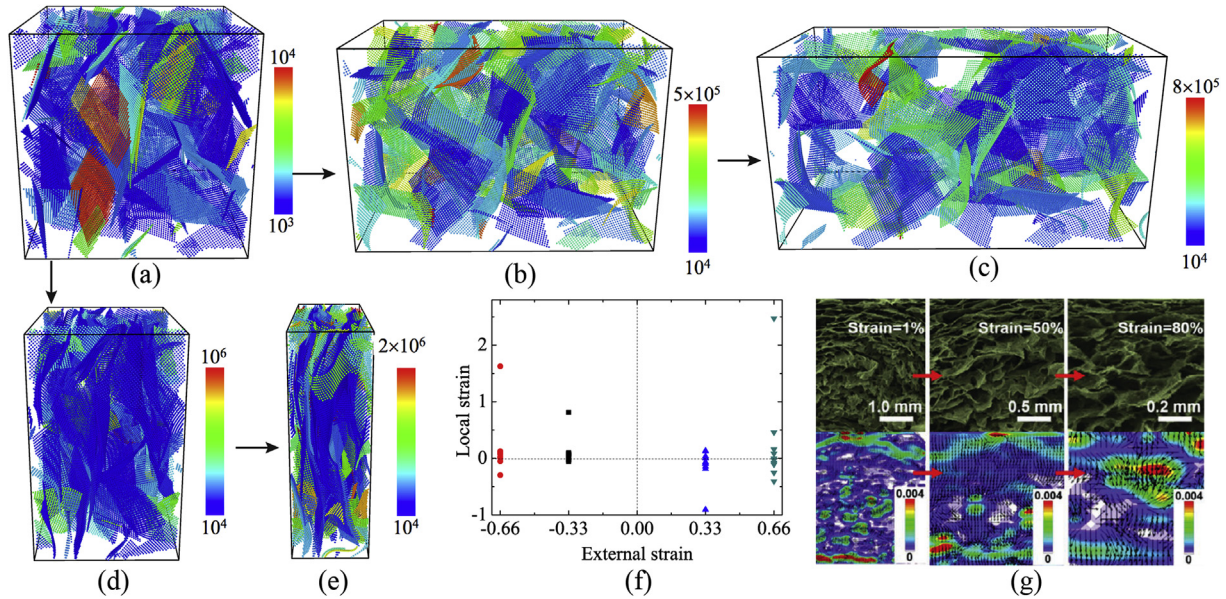 10⁴
10³
(a)
5×10⁵
10⁴
(b)
8×10⁵
10⁴
(c)
10⁶
10⁴
(d)
2×10⁶
10⁴
(e)
Local strain
2
1
0
-1
-0.66 -0.33 0.00 0.33 0.66
External strain
(f)
Strain=1% Strain=50% Strain=80%
1.0 mm 0.5 mm 0.2 mm
0.004 0.004 0.004
0 0 0
(g)